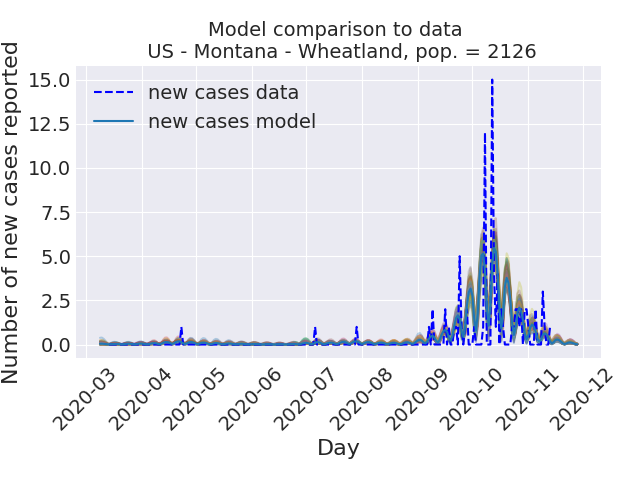 Model comparison to data
US - Montana - Wheatland, pop. = 2126
Number of new cases reported
15.0
12.5
10.0
7.5
5.0
2.5
0.0
new cases data
new cases model
2020-03
2020-04
2020-05
2020-06
2020-07
2020-08
2020-09
2020-10
2020-11
2020-12
Day